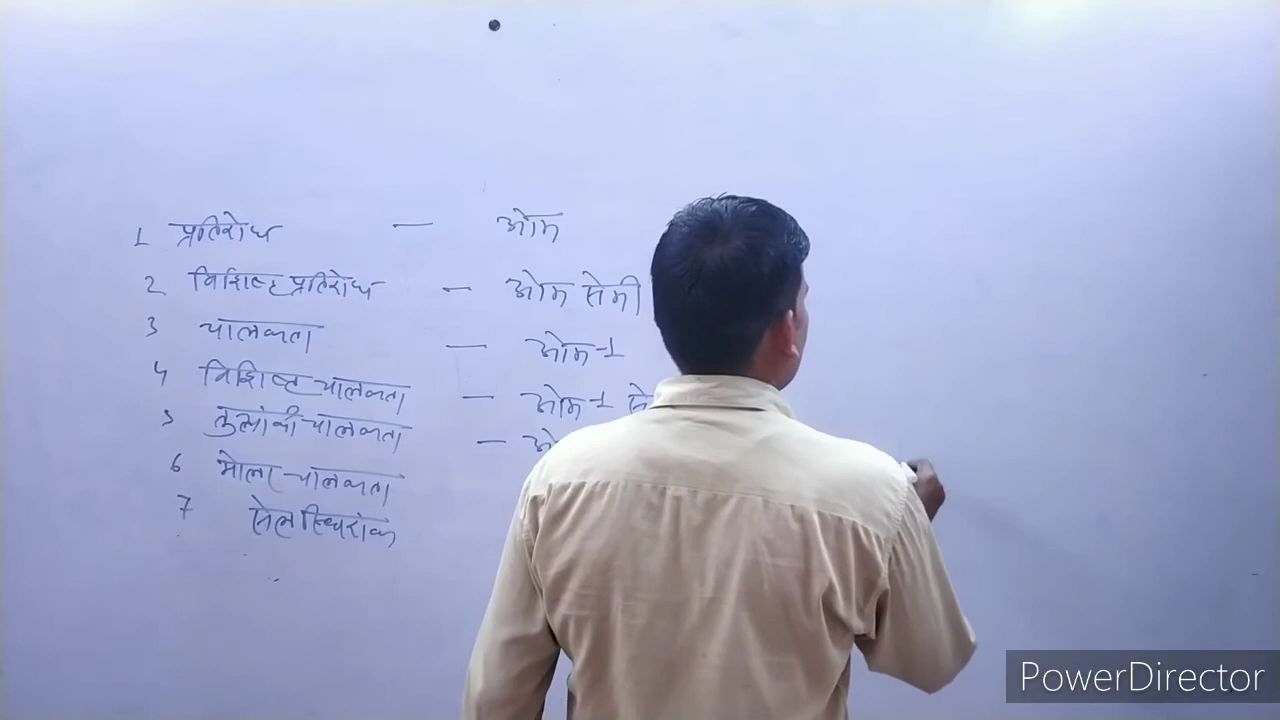 1 प्रतिरोध — ओम
2 विशिष्ट प्रतिरोध — ओम सेमी
3 चालकता — ओम-1
4 विशिष्ट चालकता — ओम-1
5 तुल्यांकी चालकता —
6 मोलर चालकता
7 सेल स्थिरांक
PowerDirector